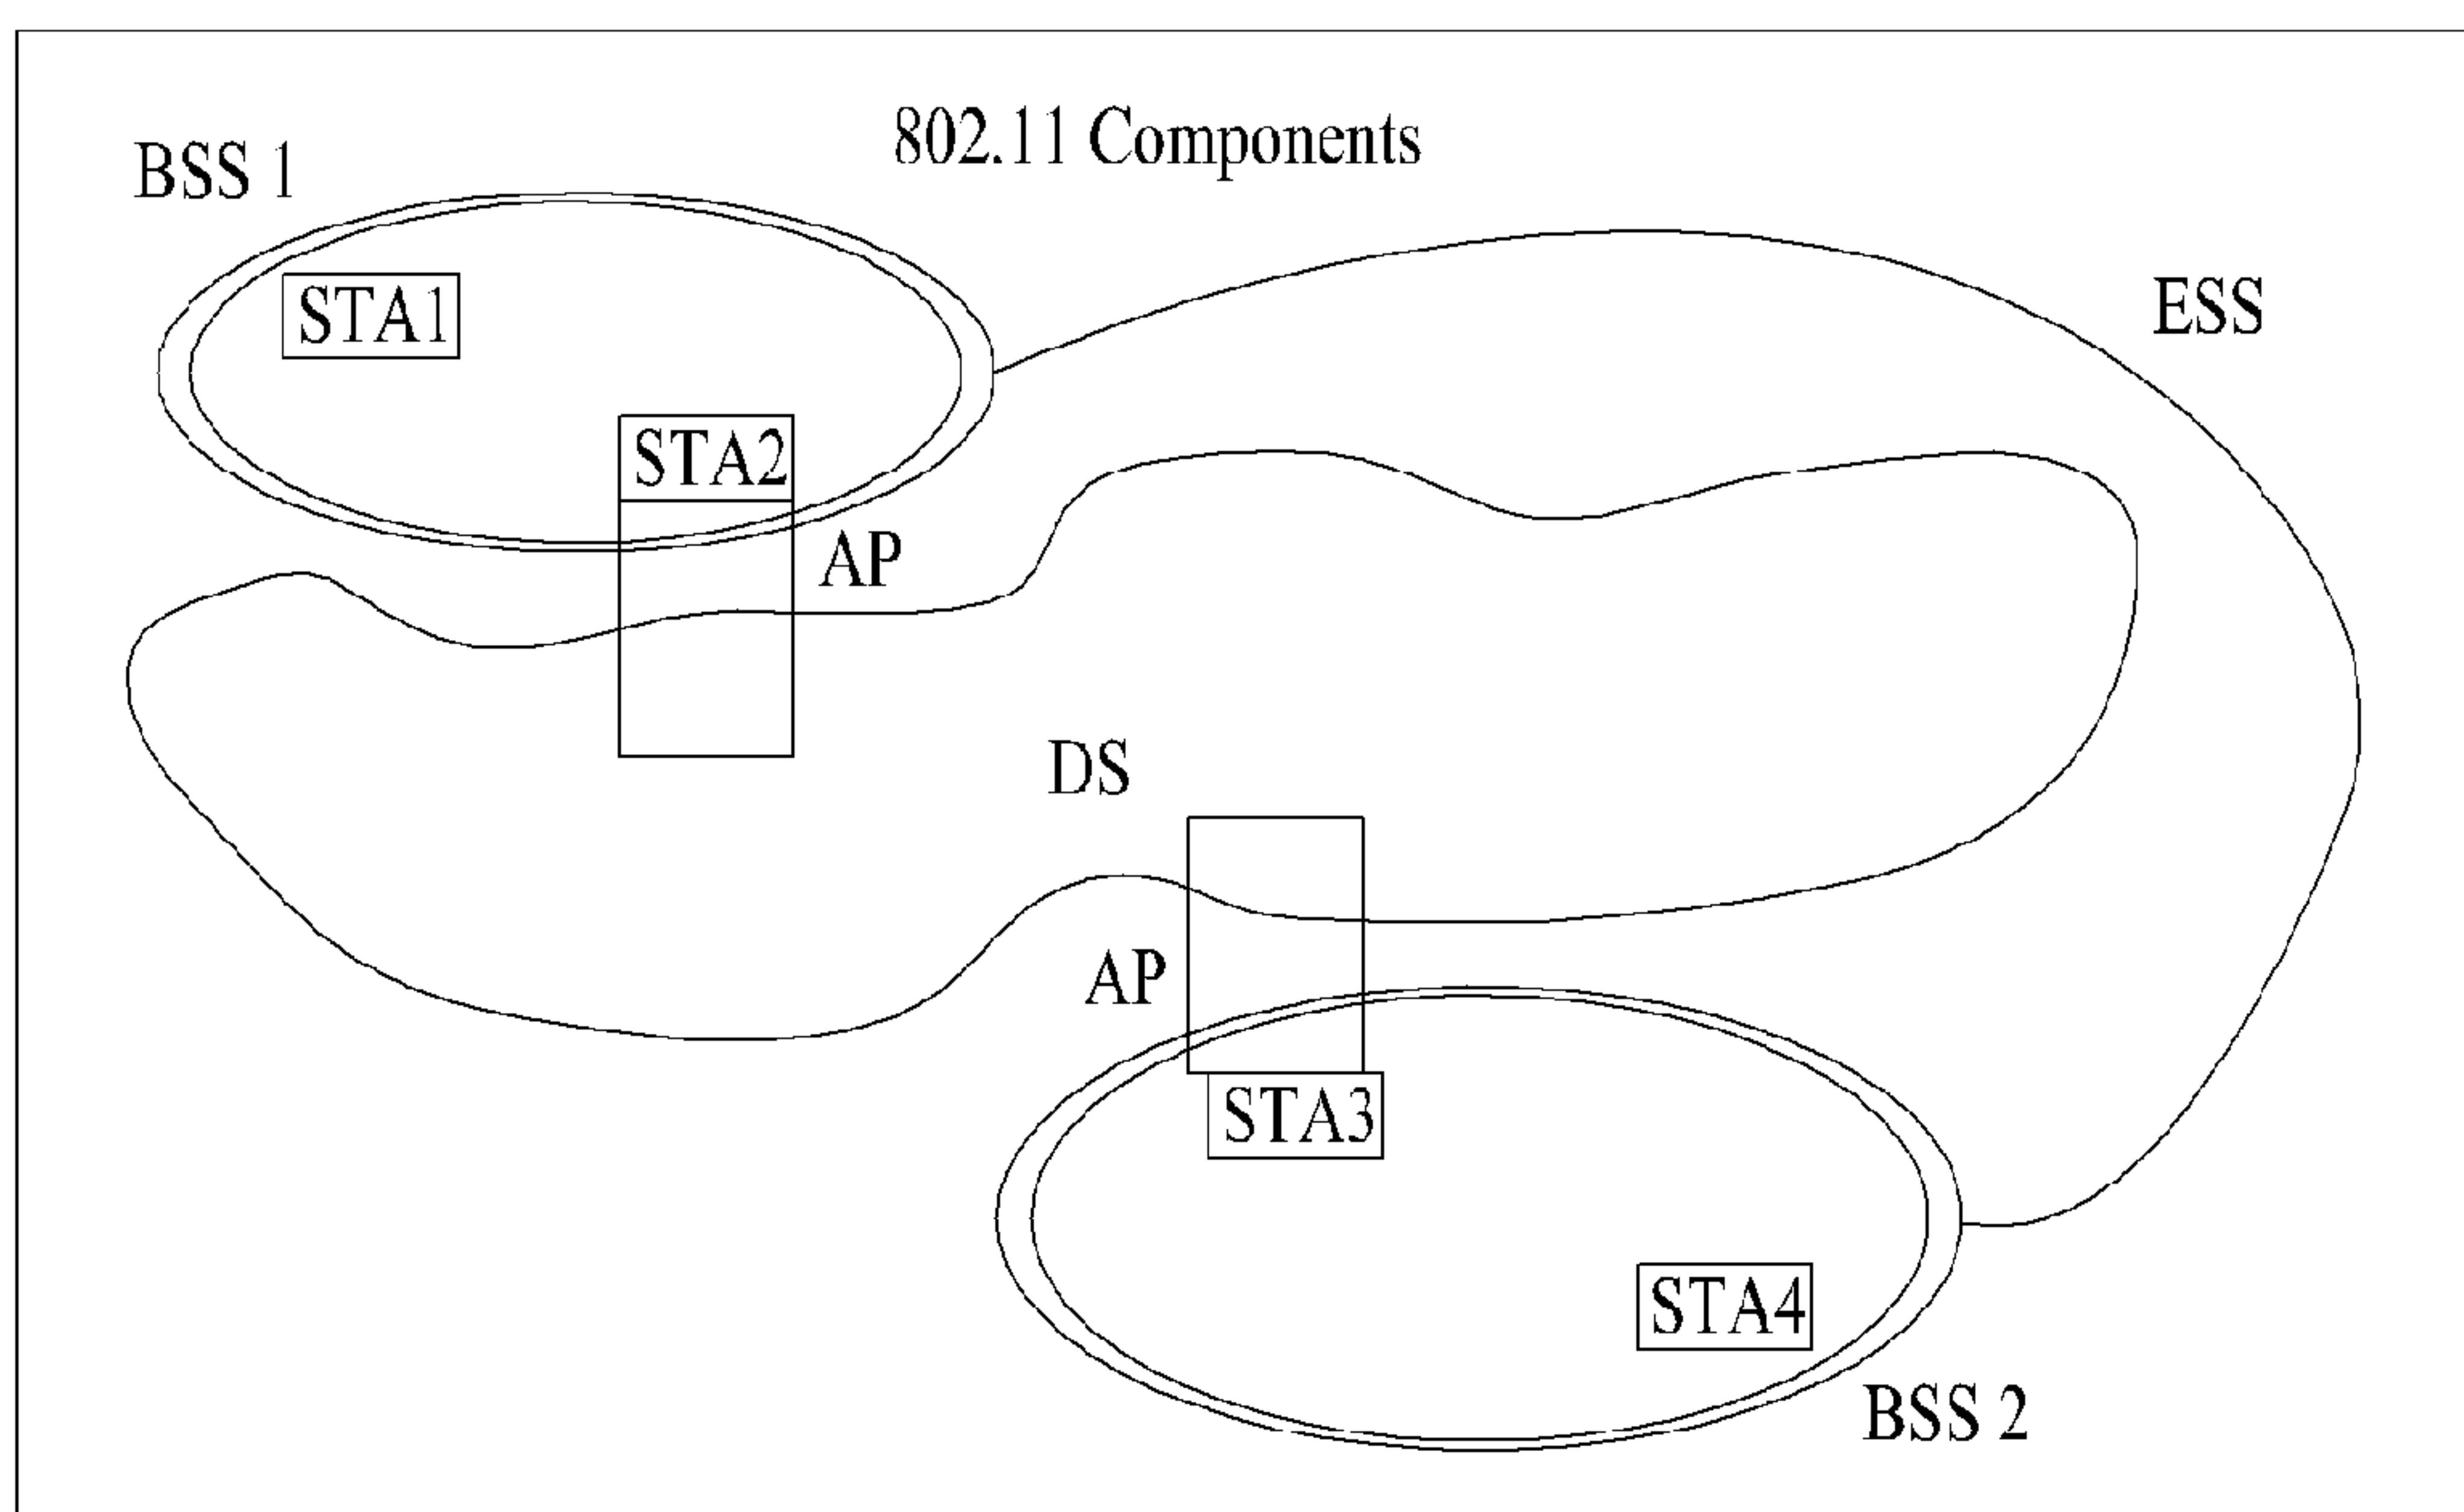 802.11 Components
BSS 1
STA1
ESS
STA2
AP
DS
AP
STA3
STA4
BSS 2